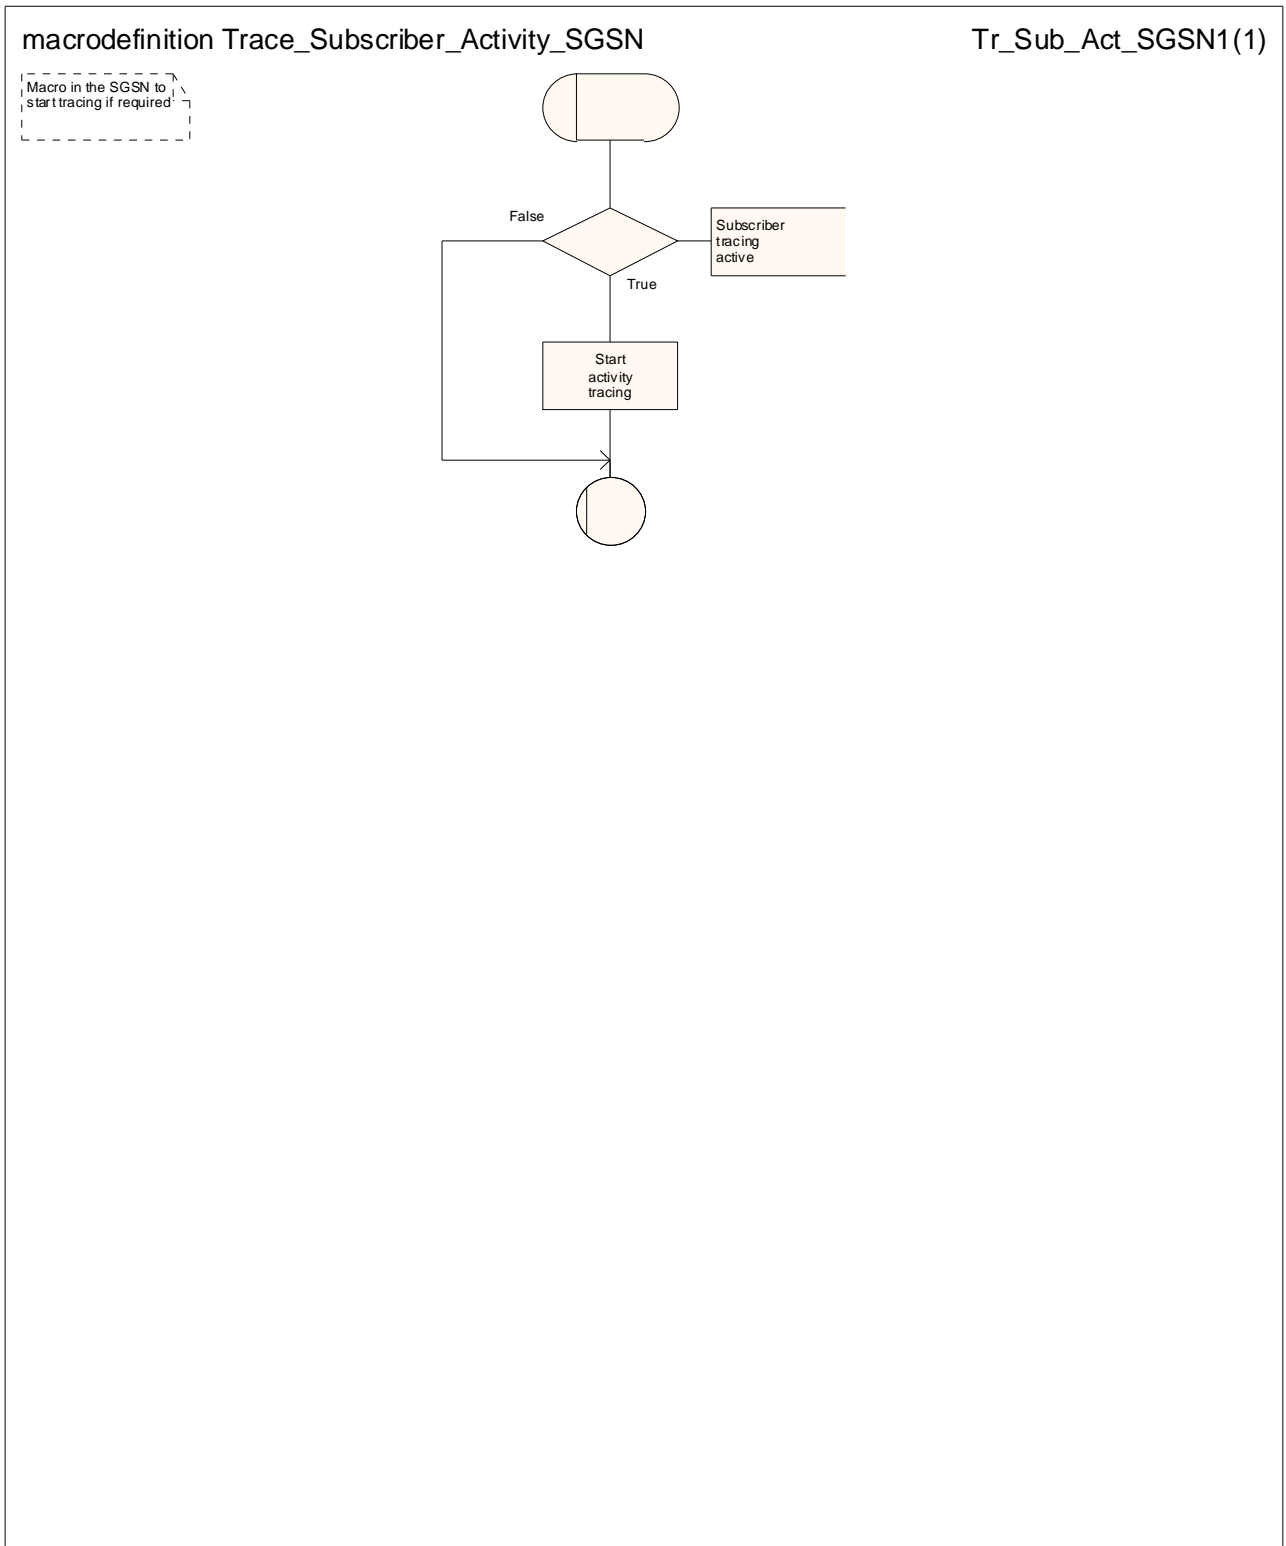 macrodefinition Trace_Subscriber_Activity_SGSN
Tr_Sub_Act_SGSN1(1)
Macro in the SGSN to
start tracing if required
False
Subscriber
tracing
active
True
Start
activity
tracing